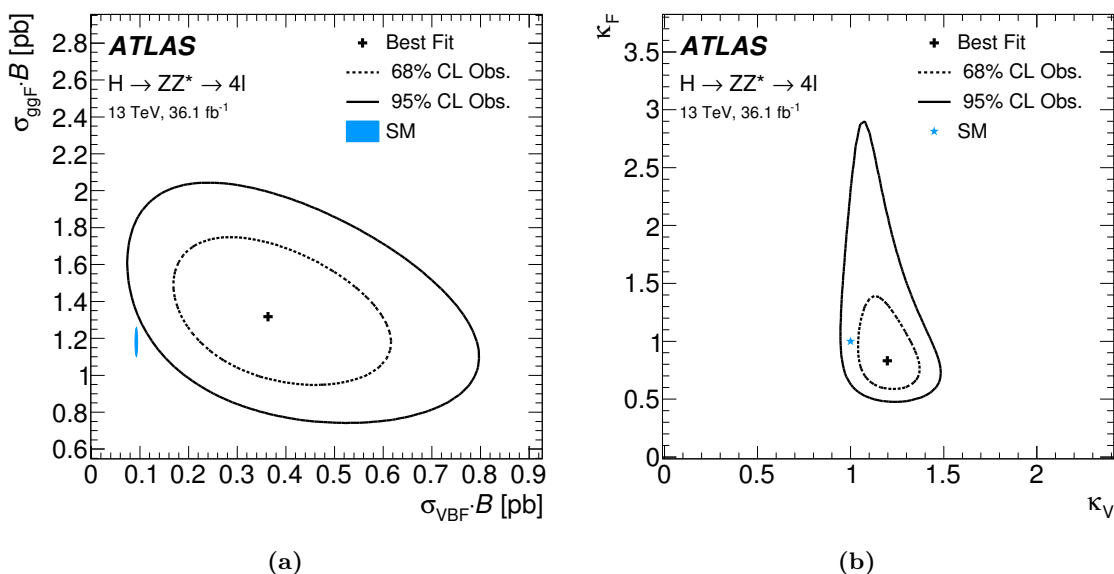 σggF·B [pb]
2.8
2.6
2.4
2.2
2
1.8
1.6
1.4
1.2
1
0.8
0.6
ATLAS
H → ZZ* → 4l
13 TeV, 36.1 fb⁻¹
Best Fit
68% CL Obs.
95% CL Obs.
SM
0 0.1 0.2 0.3 0.4 0.5 0.6 0.7 0.8 0.9
σVBF·B [pb]
(a)
κF
3.5
3
2.5
2
1.5
1
0.5
0
ATLAS
H → ZZ* → 4l
13 TeV, 36.1 fb⁻¹
Best Fit
68% CL Obs.
95% CL Obs.
SM
0 0.5 1 1.5 2
κV
(b)